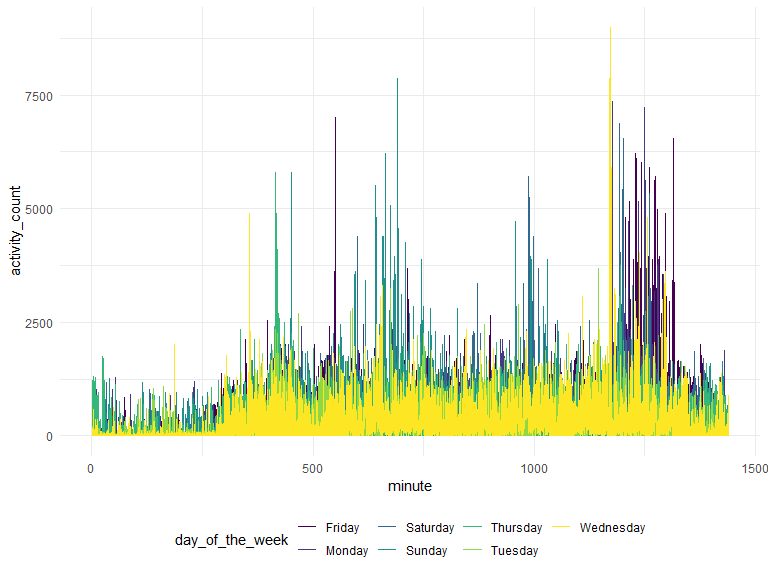 7500
5000
2500
0
activity_count
0 500 1000 1500
minute
day_of_the_week
Friday Saturday Thursday Wednesday
Monday Sunday Tuesday